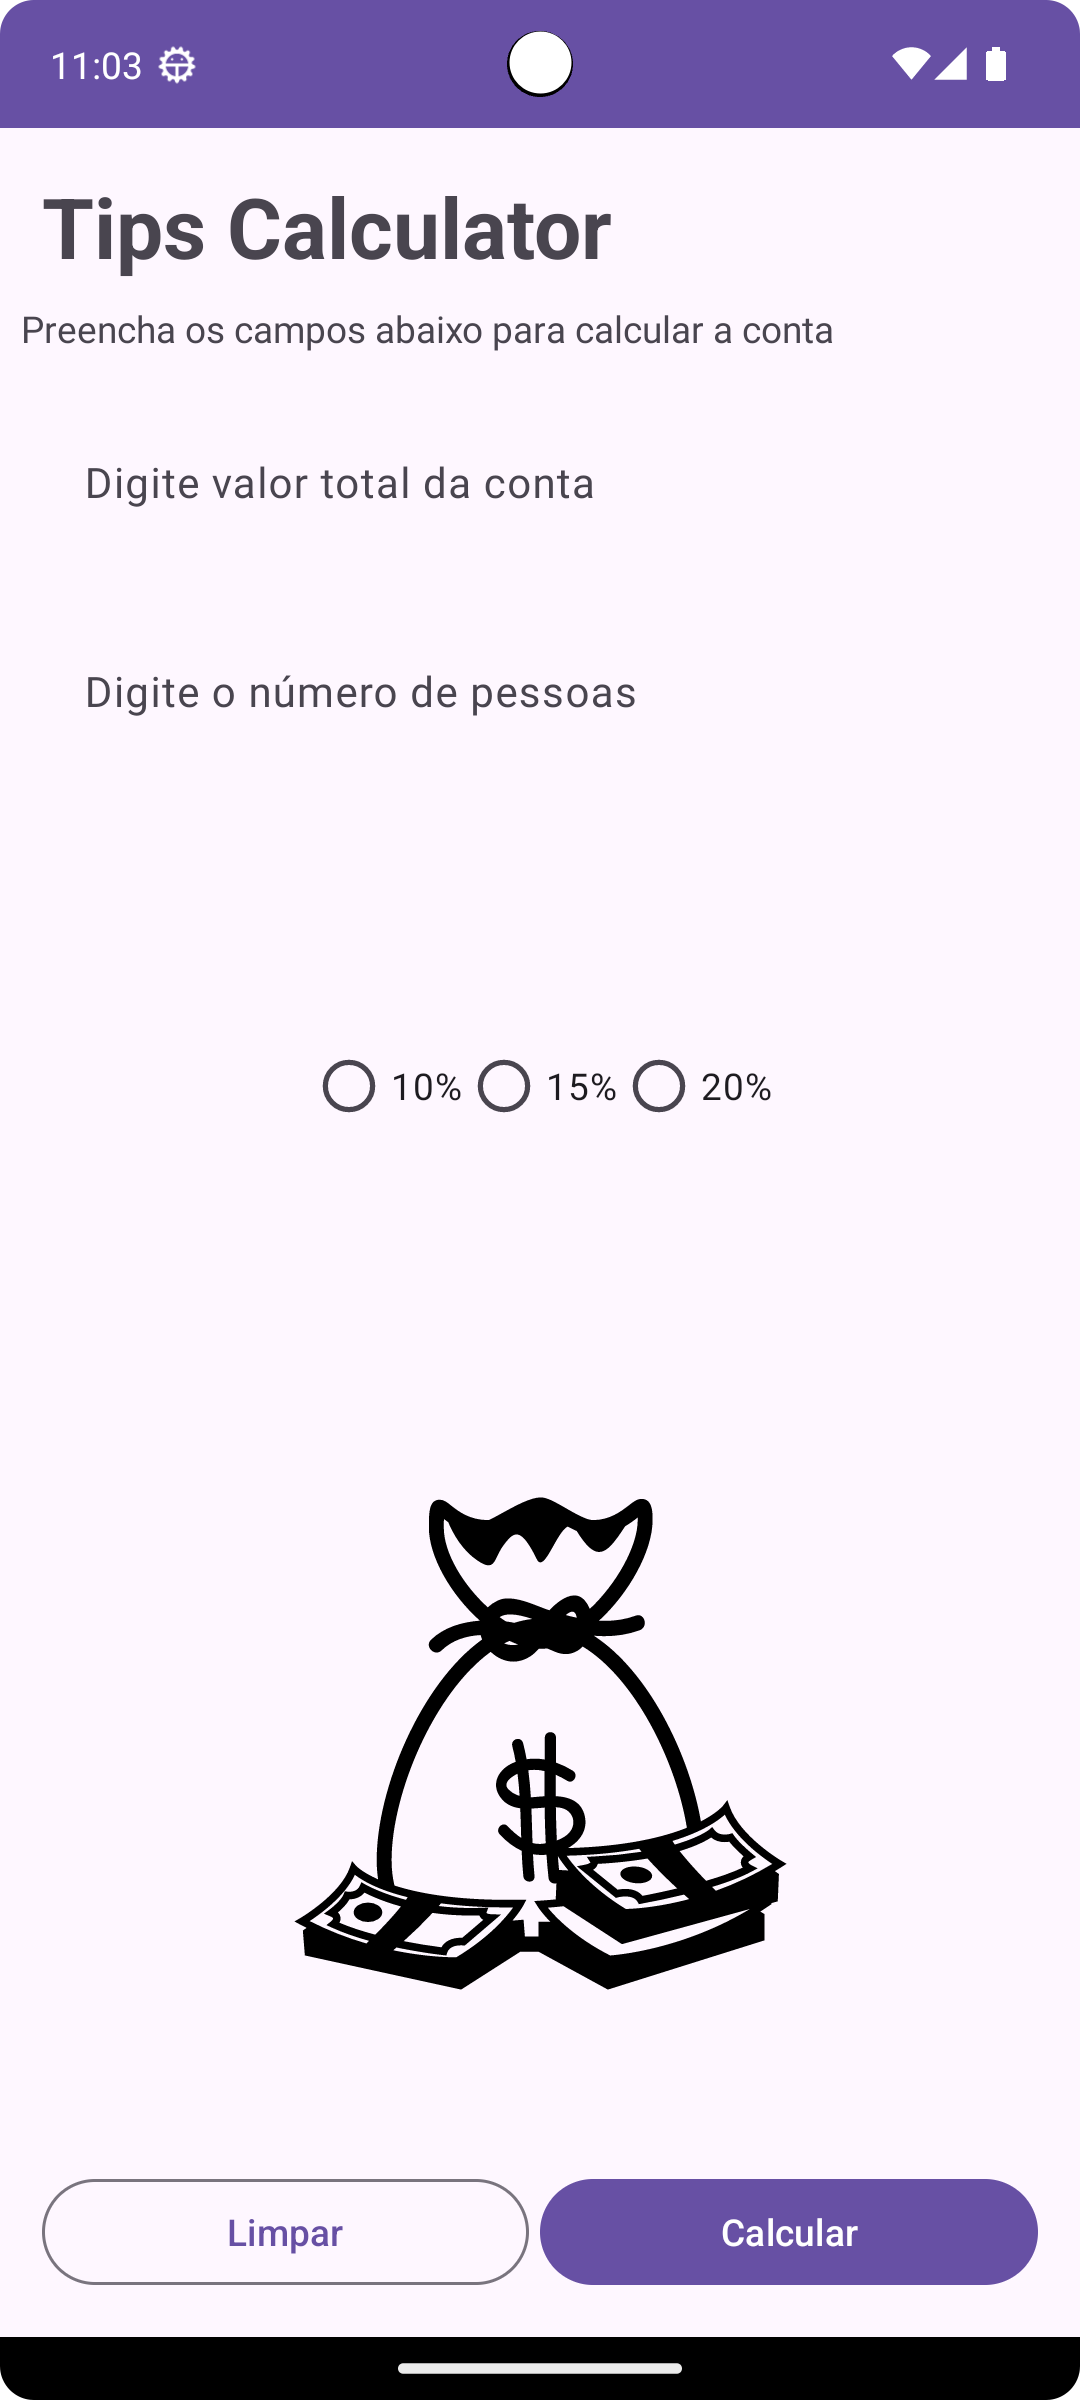 11:03
Tips Calculator
Preencha os campos abaixo para calcular a conta
Digite valor total da conta
Digite o número de pessoas
10% 15% 20%
$
Limpar Calcular